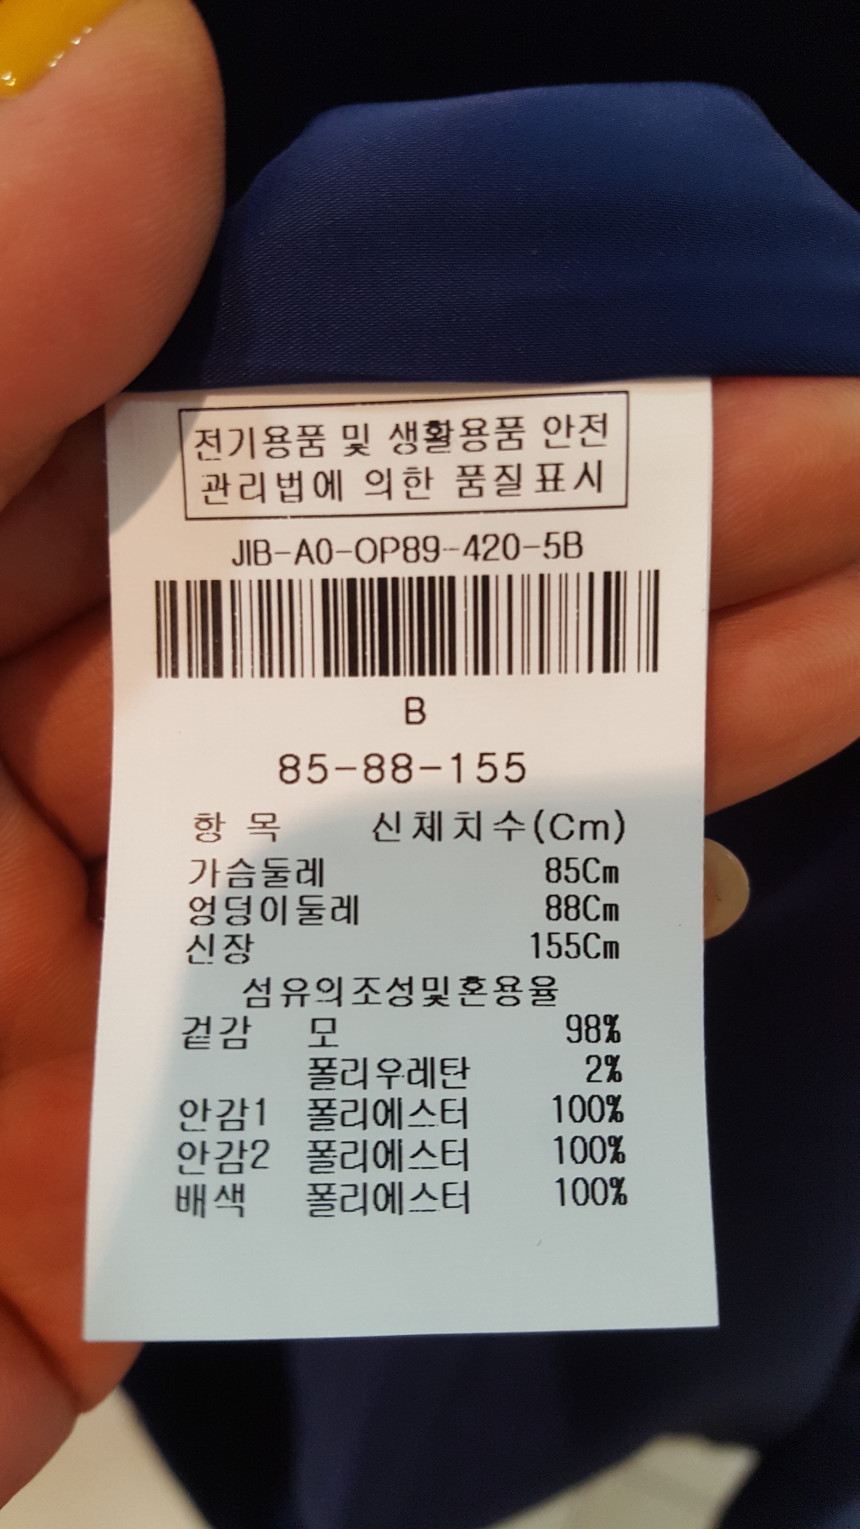 전기용품 및 생활용품 안전
관리법에 의한 품질표시
JIB-A0-OP89-420-5B
B
85-88-155
항 목 신체치수(Cm)
가슴둘레 85Cm
엉덩이둘레 88Cm
신장 155Cm
섬유의조성및혼용율
겉감 모 98%
폴리우레탄 2%
안감1 폴리에스터 100%
안감2 폴리에스터 100%
배색 폴리에스터 100%